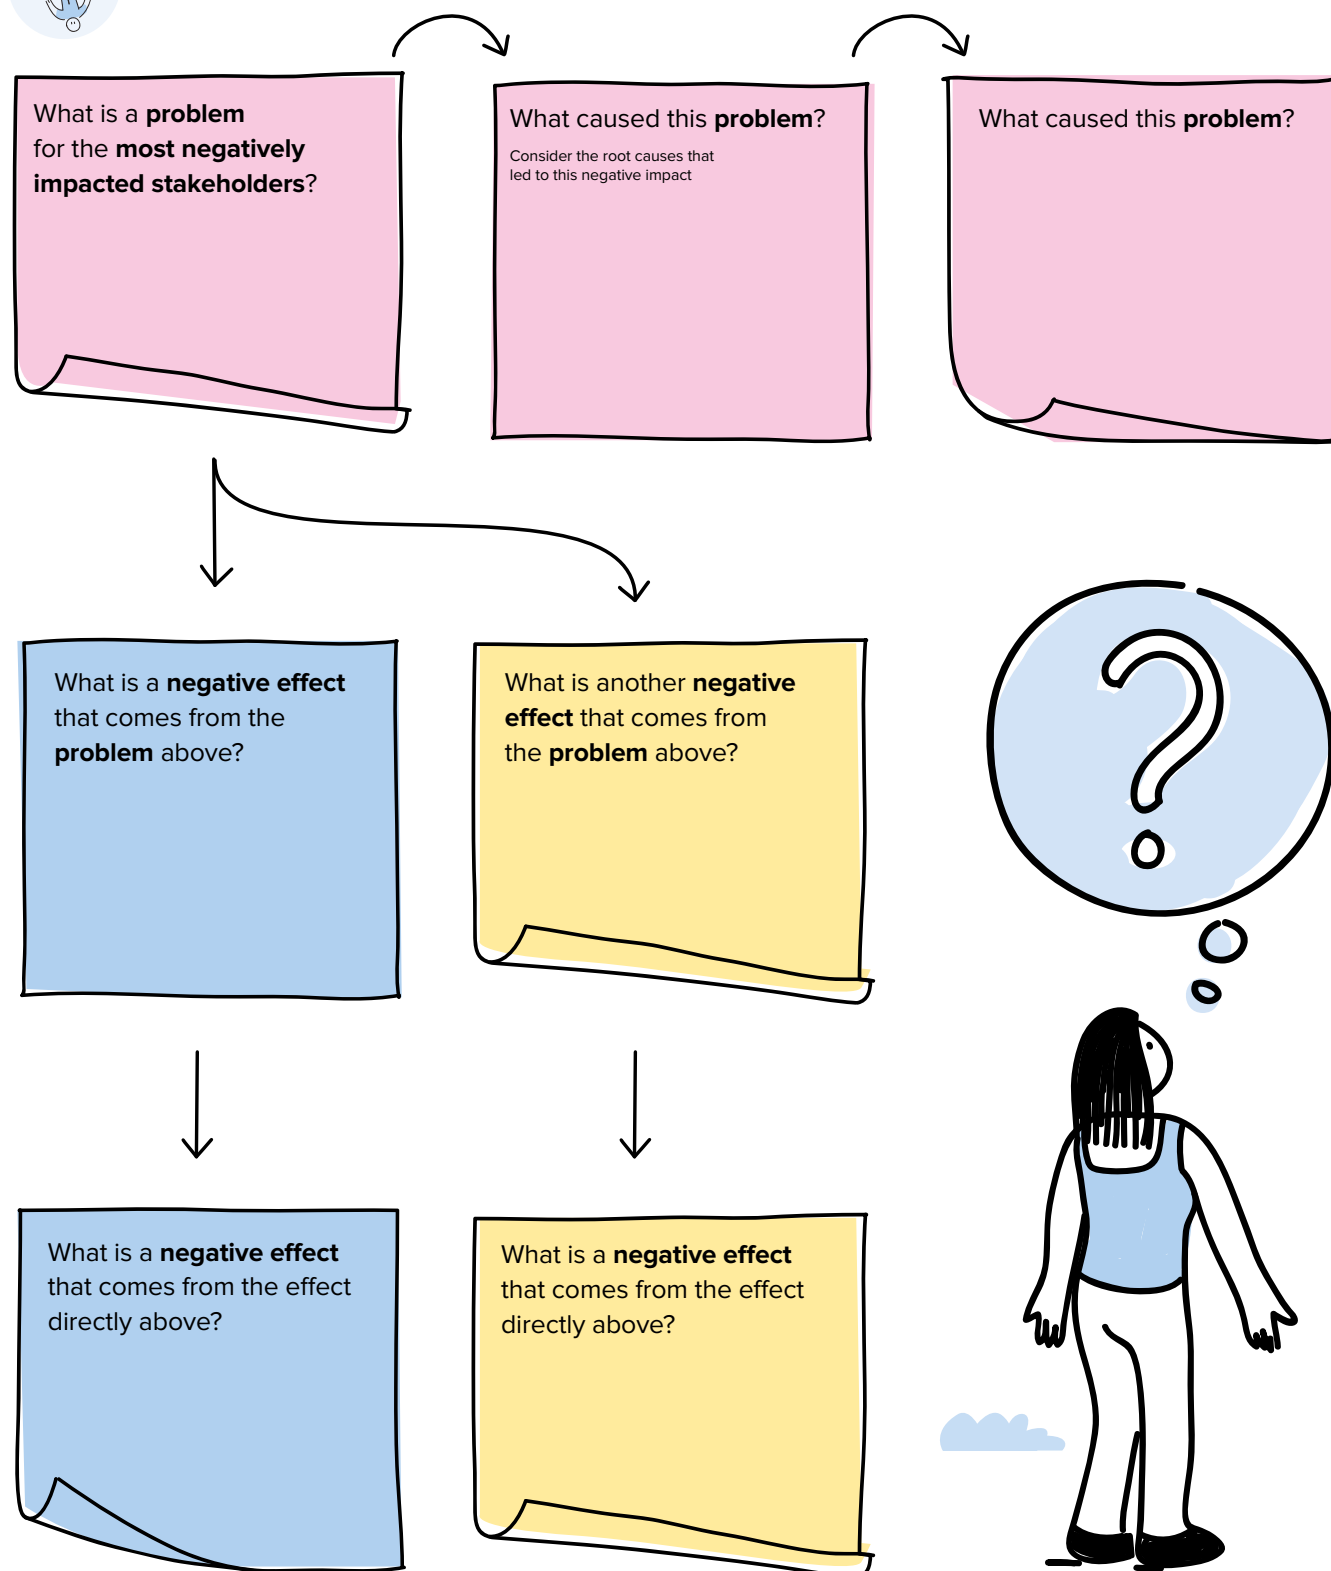 What is a problem
for the most negatively
impacted stakeholders?
What caused this problem?
Consider the root causes that
led to this negative impact
What caused this problem?
What is a negative effect
that comes from the
problem above?
What is another negative
effect that comes from
the problem above?
What is a negative effect
that comes from the effect
directly above?
What is a negative effect
that comes from the effect
directly above?